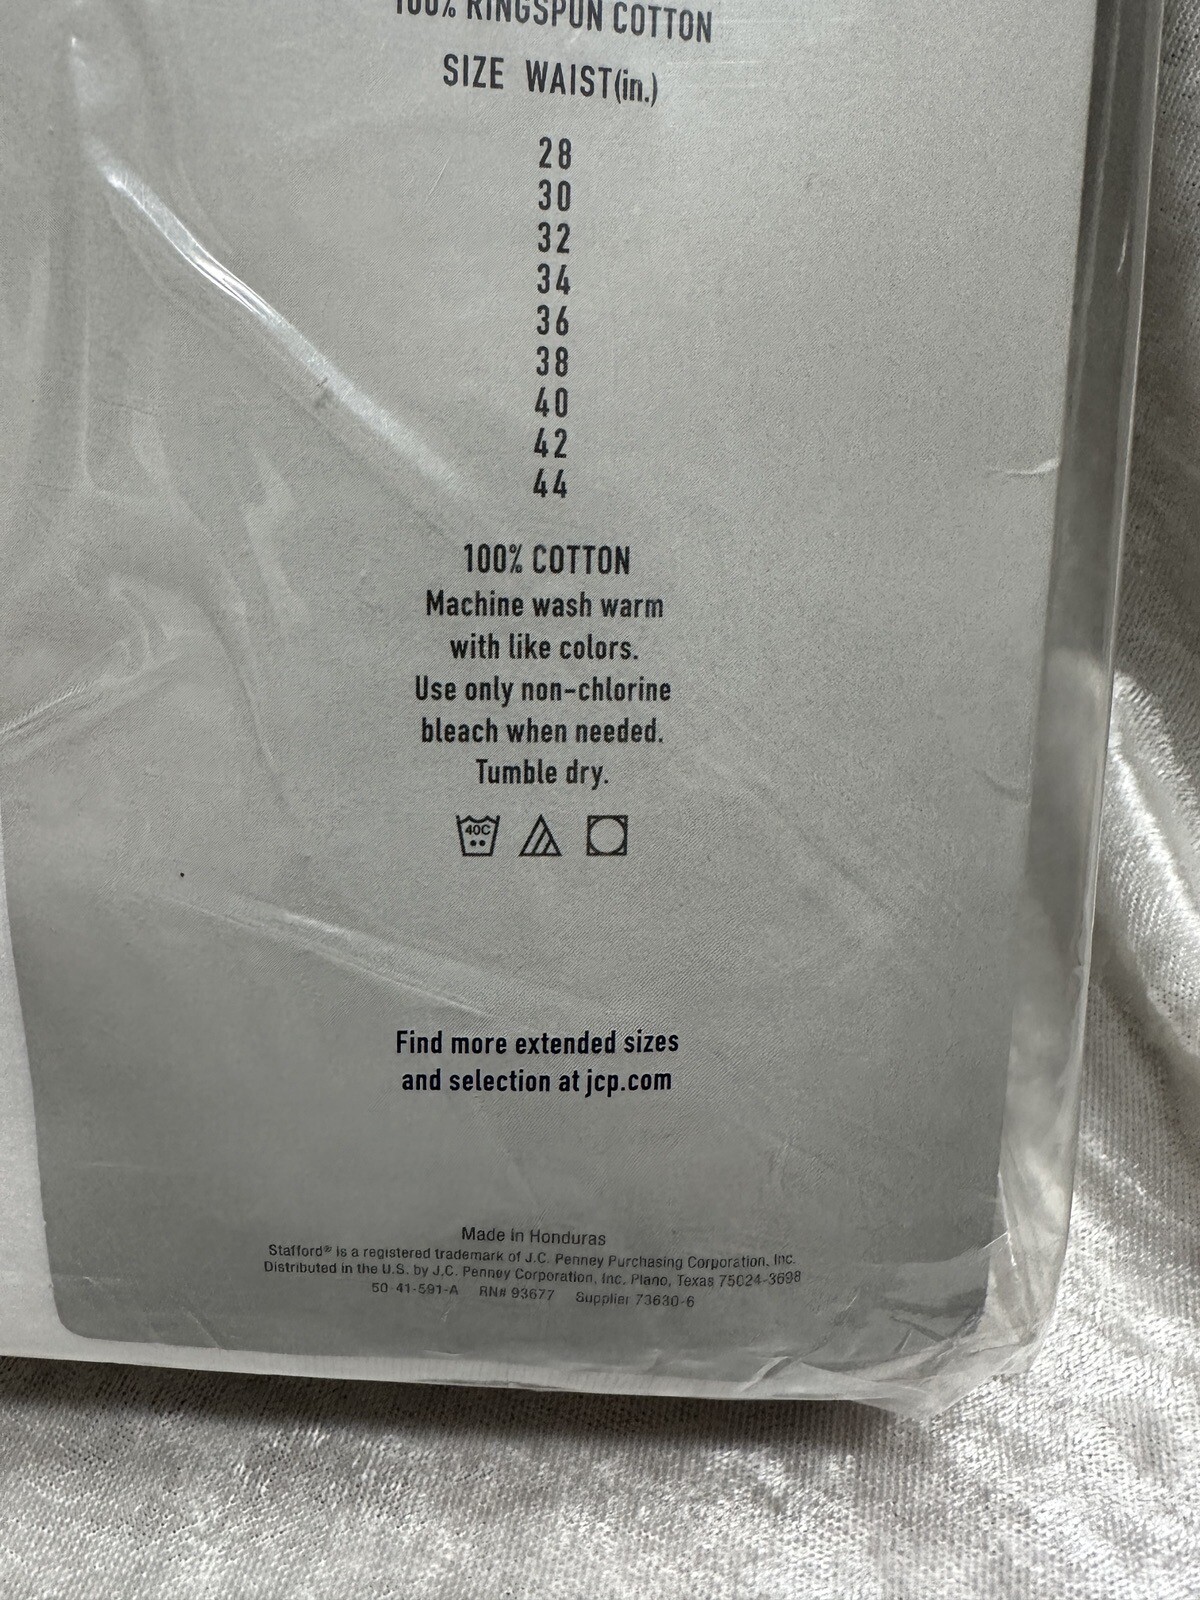 100% RINGSPUN COTTON
SIZE WAIST(in.)
28
30
32
34
36
38
40
42
44
100% COTTON
Machine wash warm
with like colors.
Use only non-chlorine
bleach when needed.
Tumble dry.
40C
Find more extended sizes
and selection at jcp.com
Made in Honduras
Stafford® is a registered trademark of J.C. Penney Purchasing Corporation, Inc.
Distributed in the U.S. by J.C. Penney Corporation, Inc. Plano, Texas 75024-3698
50-41-591-A RN# 93677 Supplier 73630-6